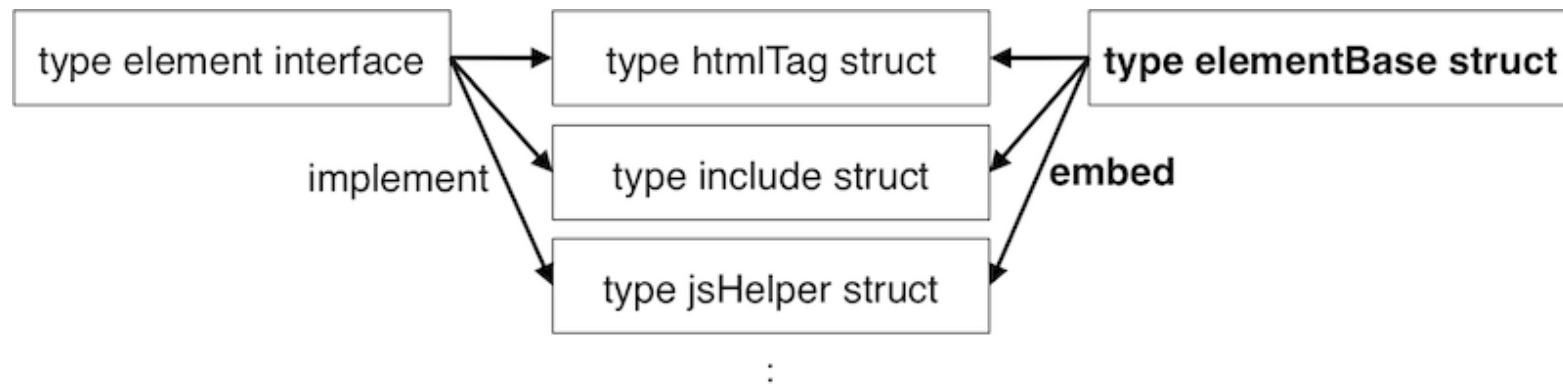 type element interface
type htmlTag struct
type elementBase struct
implement
type include struct
embed
type jsHelper struct
: